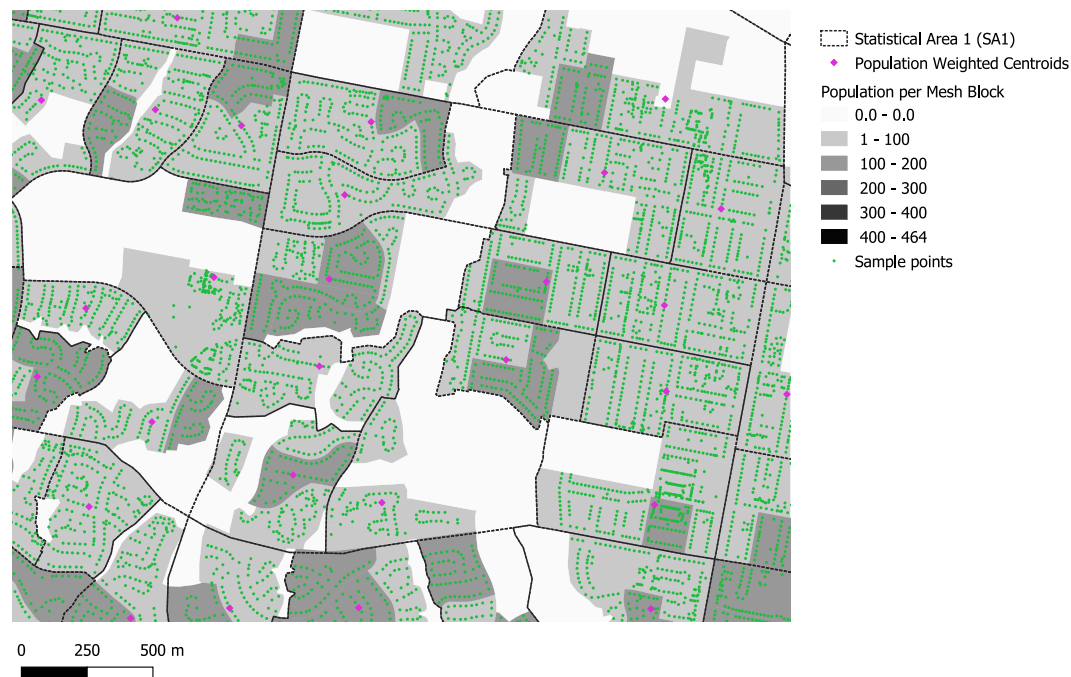 Statistical Area 1 (SA1)
Population Weighted Centroids
Population per Mesh Block
0.0 - 0.0
1 - 100
100 - 200
200 - 300
300 - 400
400 - 464
Sample points
0 250 500 m